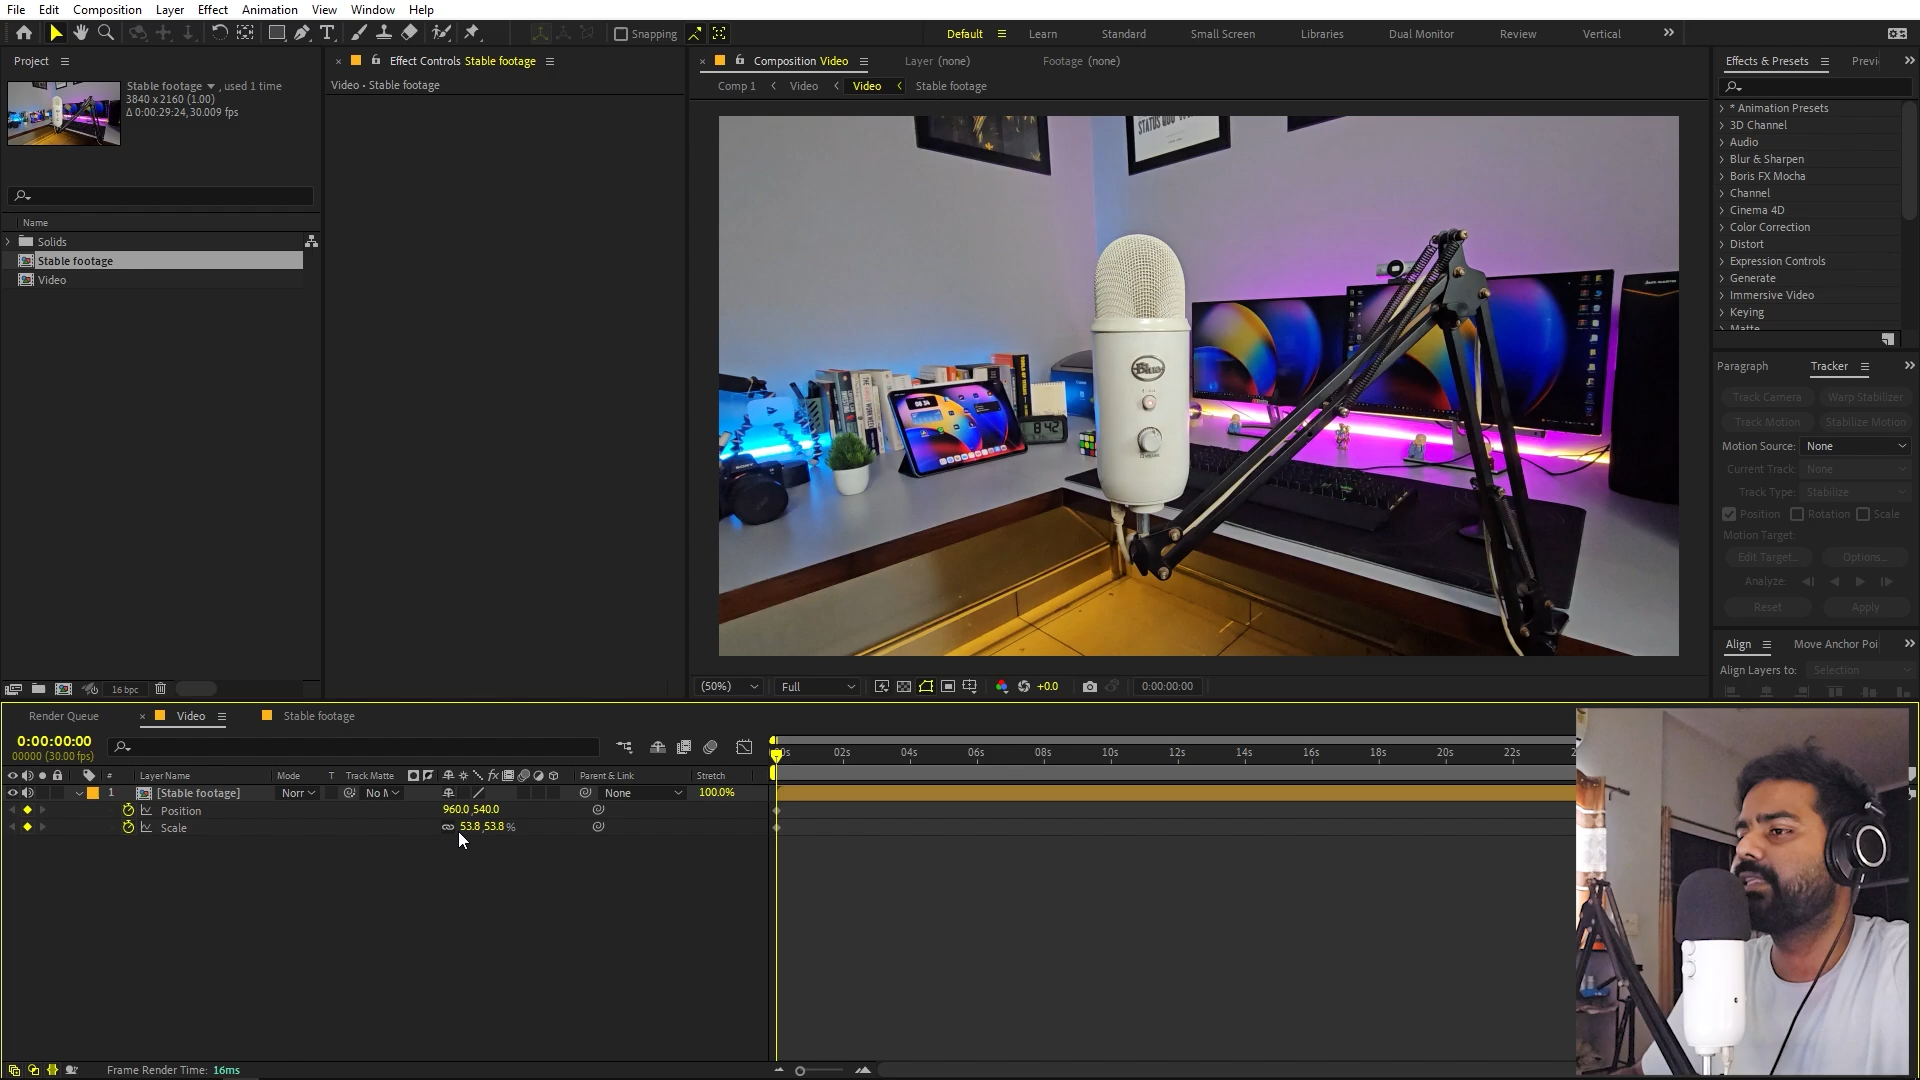 File Edit Composition Layer Effect Animation View Window Help
Snapping
Default Learn Standard Small Screen Libraries Dual Monitor Review Vertical
Project
Stable footage , used 1 time
3840 x 2160 (1.00)
Δ 0:00:29:24, 30.009 fps
Name
Solids
Stable footage
Video
16 bpc
Effect Controls Stable footage
Video • Stable footage
Composition Video
Layer (none)
Footage (none)
Comp 1 Video Video Stable footage
STATUS QUO
Blue
8:42
(50%) Full +0.0 0:00:00:00
Effects & Presets
* Animation Presets
3D Channel
Audio
Blur & Sharpen
Boris FX Mocha
Channel
Cinema 4D
Color Correction
Distort
Expression Controls
Generate
Immersive Video
Keying
Matte
Paragraph Tracker
Track Camera Warp Stabilizer
Track Motion Stabilize Motion
Motion Source: None
Current Track: None
Track Type: Stabilize
Position Rotation Scale
Motion Target:
Edit Target... Options...
Analyze:
Reset Apply
Align Move Anchor Poi
Align Layers to: Selection
Render Queue Video Stable footage
0:00:00:00
00000 (30.00 fps)
02s 04s 06s 08s 10s 12s 14s 16s 18s 20s 22s
# Layer Name Mode T Track Matte Parent & Link Stretch
1 [Stable footage] None 100.0%
Position 960.0, 540.0
Scale 53.8, 53.8 %
Frame Render Time: 16ms